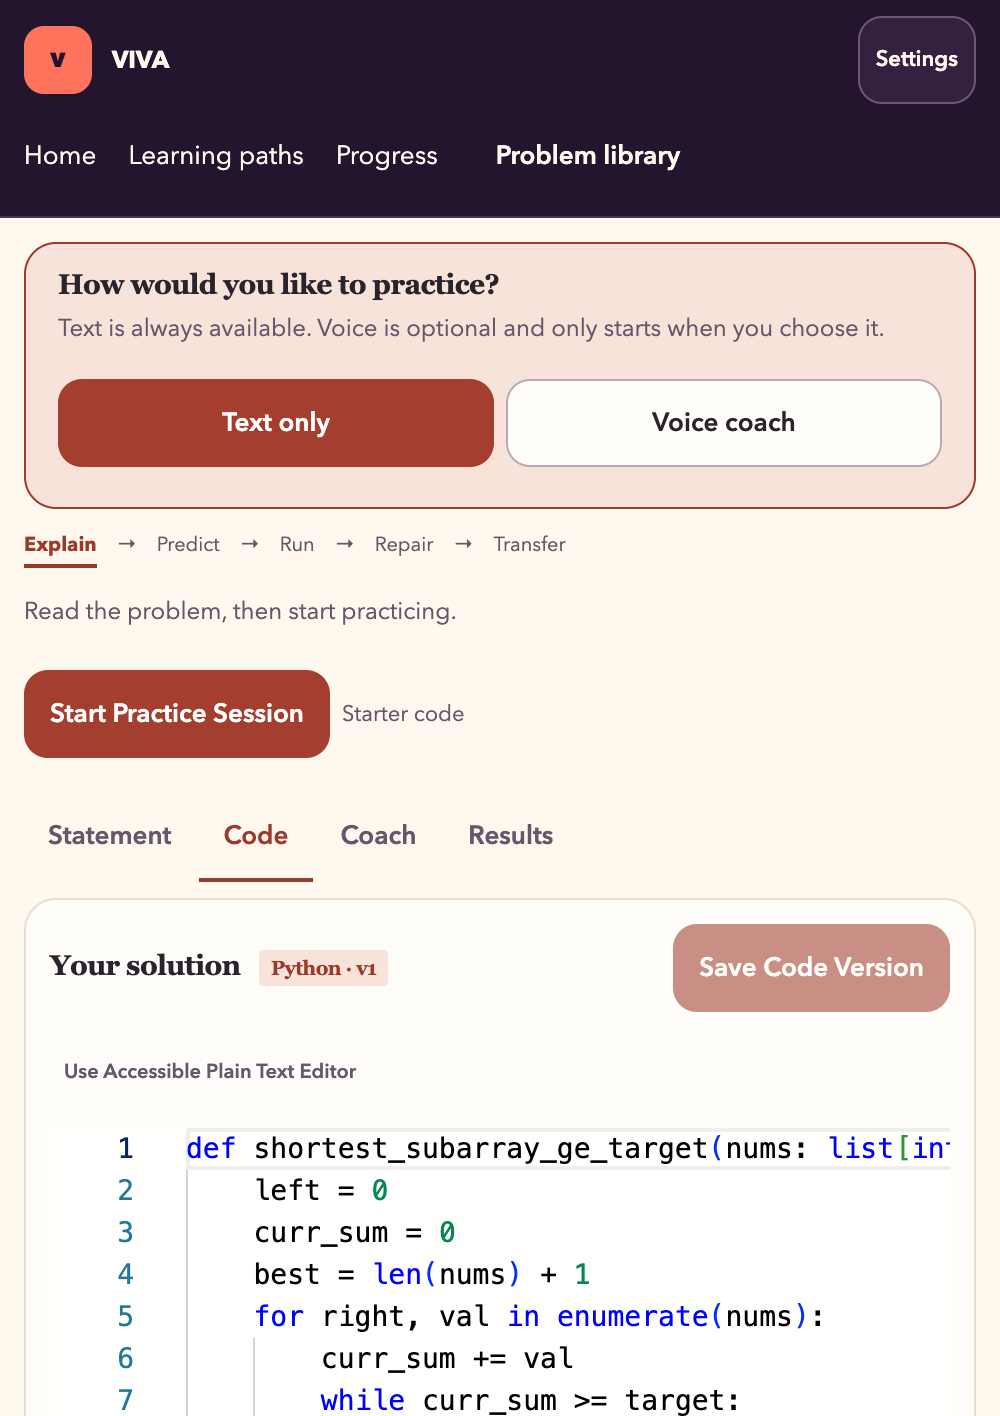 v VIVA Settings
Home Learning paths Progress Problem library
How would you like to practice?
Text is always available. Voice is optional and only starts when you choose it.
Text only Voice coach
Explain → Predict → Run → Repair → Transfer
Read the problem, then start practicing.
Start Practice Session Starter code
Statement Code Coach Results
Your solution Python · v1 Save Code Version
Use Accessible Plain Text Editor
1 def shortest_subarray_ge_target(nums: list[int
2 left = 0
3 curr_sum = 0
4 best = len(nums) + 1
5 for right, val in enumerate(nums):
6 curr_sum += val
7 while curr_sum >= target: